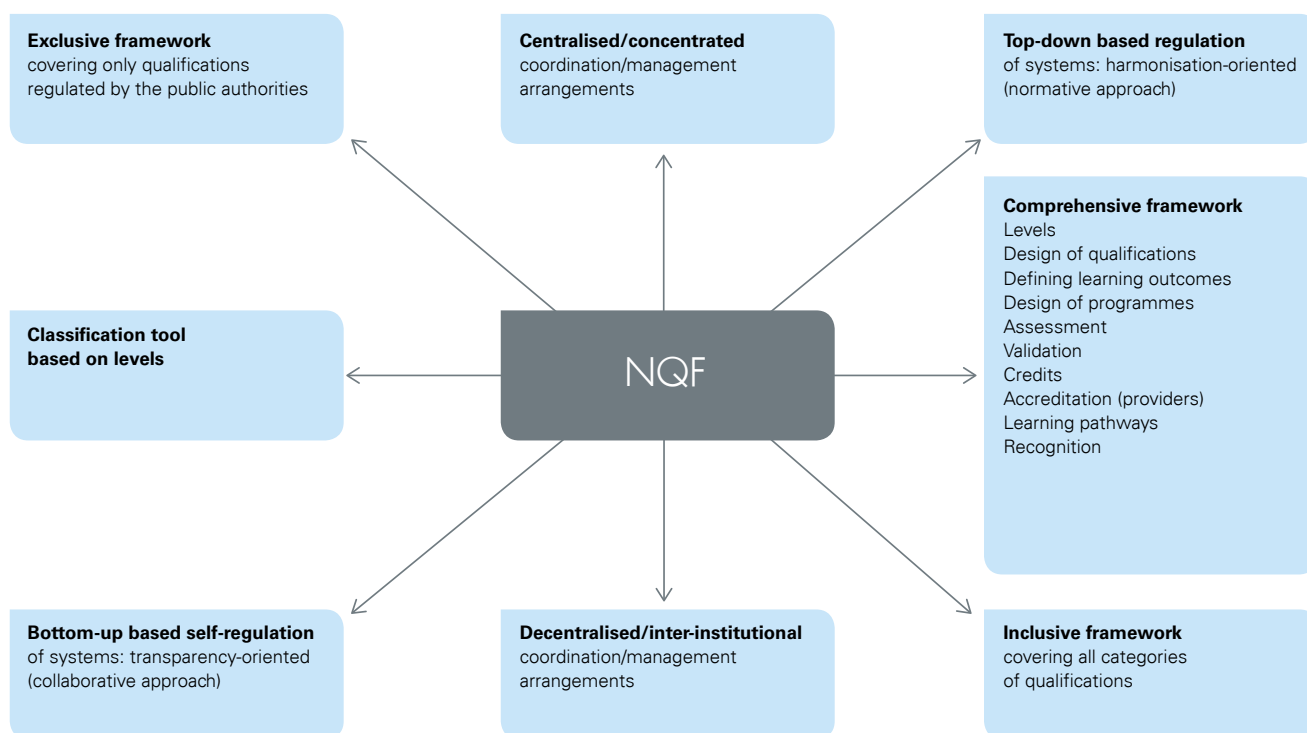 Exclusive framework
covering only qualifications
regulated by the public authorities
Centralised/concentrated
coordination/management
arrangements
Top-down based regulation
of systems: harmonisation-oriented
(normative approach)
Classification tool
based on levels
NQF
Comprehensive framework
Levels
Design of qualifications
Defining learning outcomes
Design of programmes
Assessment
Validation
Credits
Accreditation (providers)
Learning pathways
Recognition
Bottom-up based self-regulation
of systems: transparency-oriented
(collaborative approach)
Decentralised/inter-institutional
coordination/management
arrangements
Inclusive framework
covering all categories
of qualifications